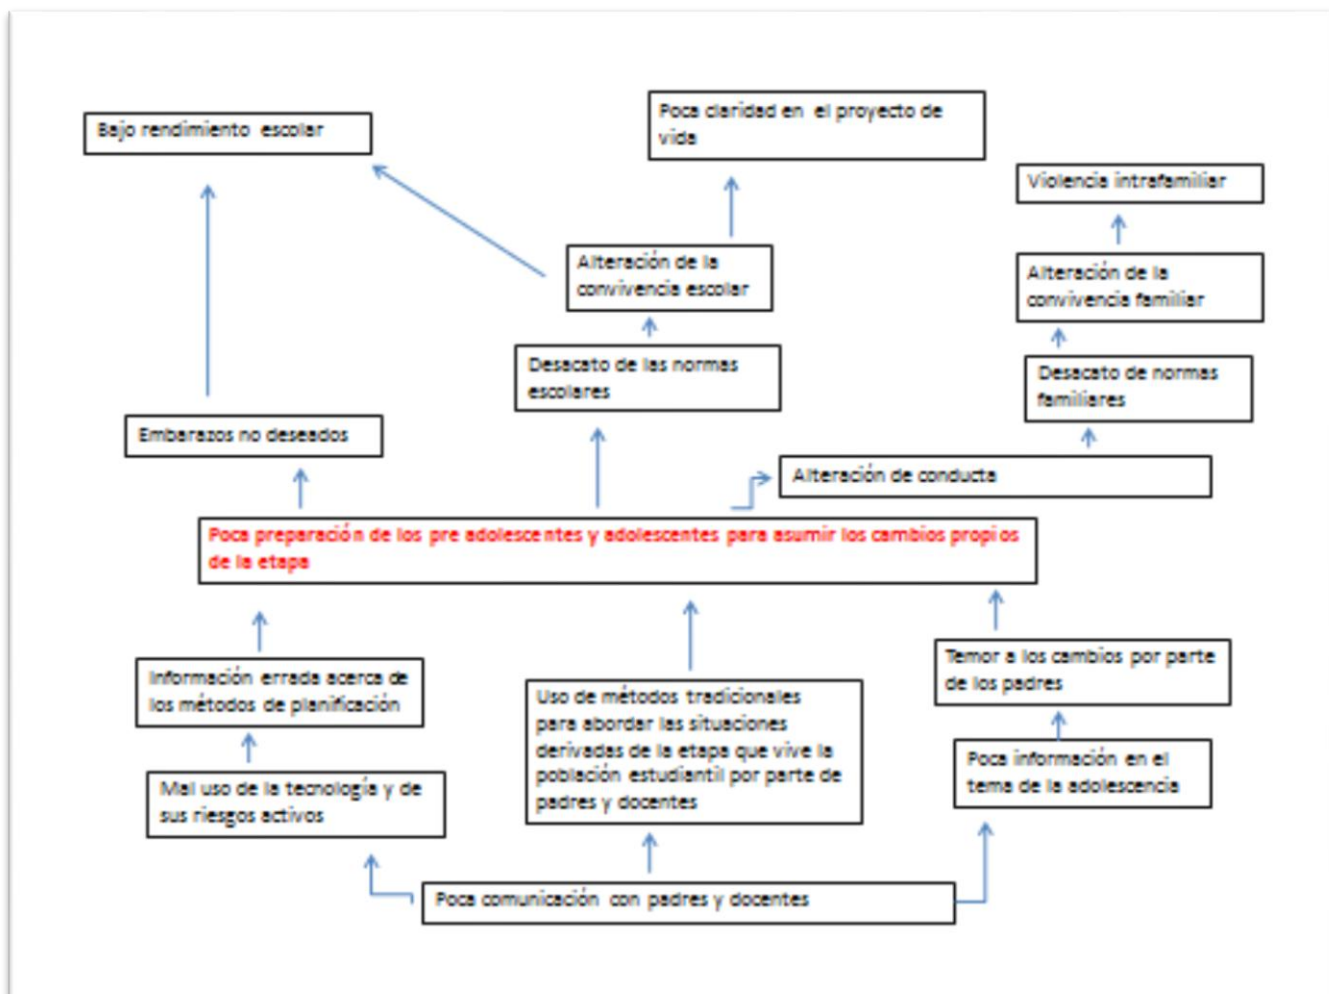 Bajo rendimiento escolar
Poca claridad en el proyecto de
vida
Violencia intrafamiliar
Alteración de la
convivencia escolar
Alteración de la
convivencia familiar
Desacato de las normas
escolares
Desacato de normas
familiares
Embarazos no deseados
Alteración de conducta
Poca preparación de los pre adolescentes y adolescentes para asumir los cambios propios
de la etapa
Información errada acerca de
los métodos de planificación
Uso de métodos tradicionales
para abordar las situaciones
derivadas de la etapa que vive la
población estudiantil por parte de
padres y docentes
Temor a los cambios por parte
de los padres
Mal uso de la tecnología y de
sus riesgos activos
Poca información en el
tema de la adolescencia
Poca comunicación con padres y docentes